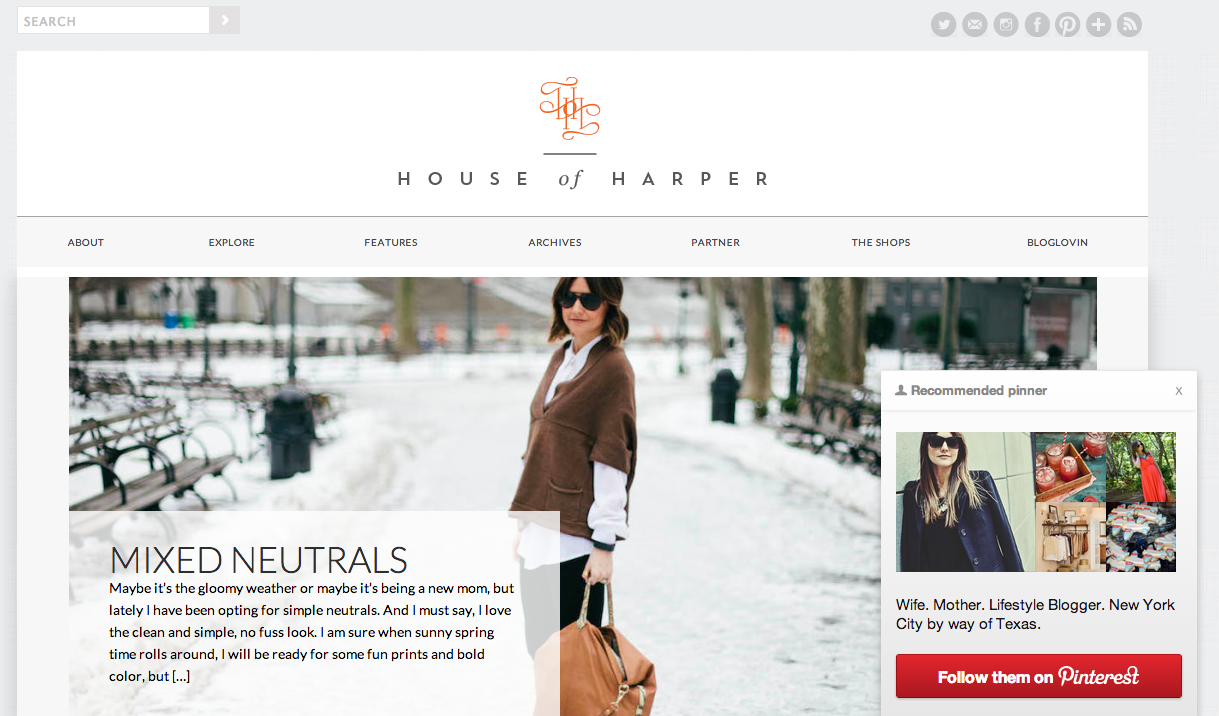 SEARCH
HOUSE of HARPER
ABOUT EXPLORE FEATURES ARCHIVES PARTNER THE SHOPS BLOGLOVIN
MIXED NEUTRALS
Maybe it's the gloomy weather or maybe it's being a new mom, but
lately I have been opting for simple neutrals. And I must say, I love
the clean and simple, no fuss look. I am sure when sunny spring
time rolls around, I will be ready for some fun prints and bold
color, but [...]
Recommended pinner x
Wife. Mother. Lifestyle Blogger. New York
City by way of Texas.
Follow them on Pinterest